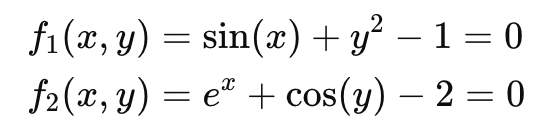 f₁(x, y) = sin(x) + y² − 1 = 0
f₂(x, y) = eˣ + cos(y) − 2 = 0